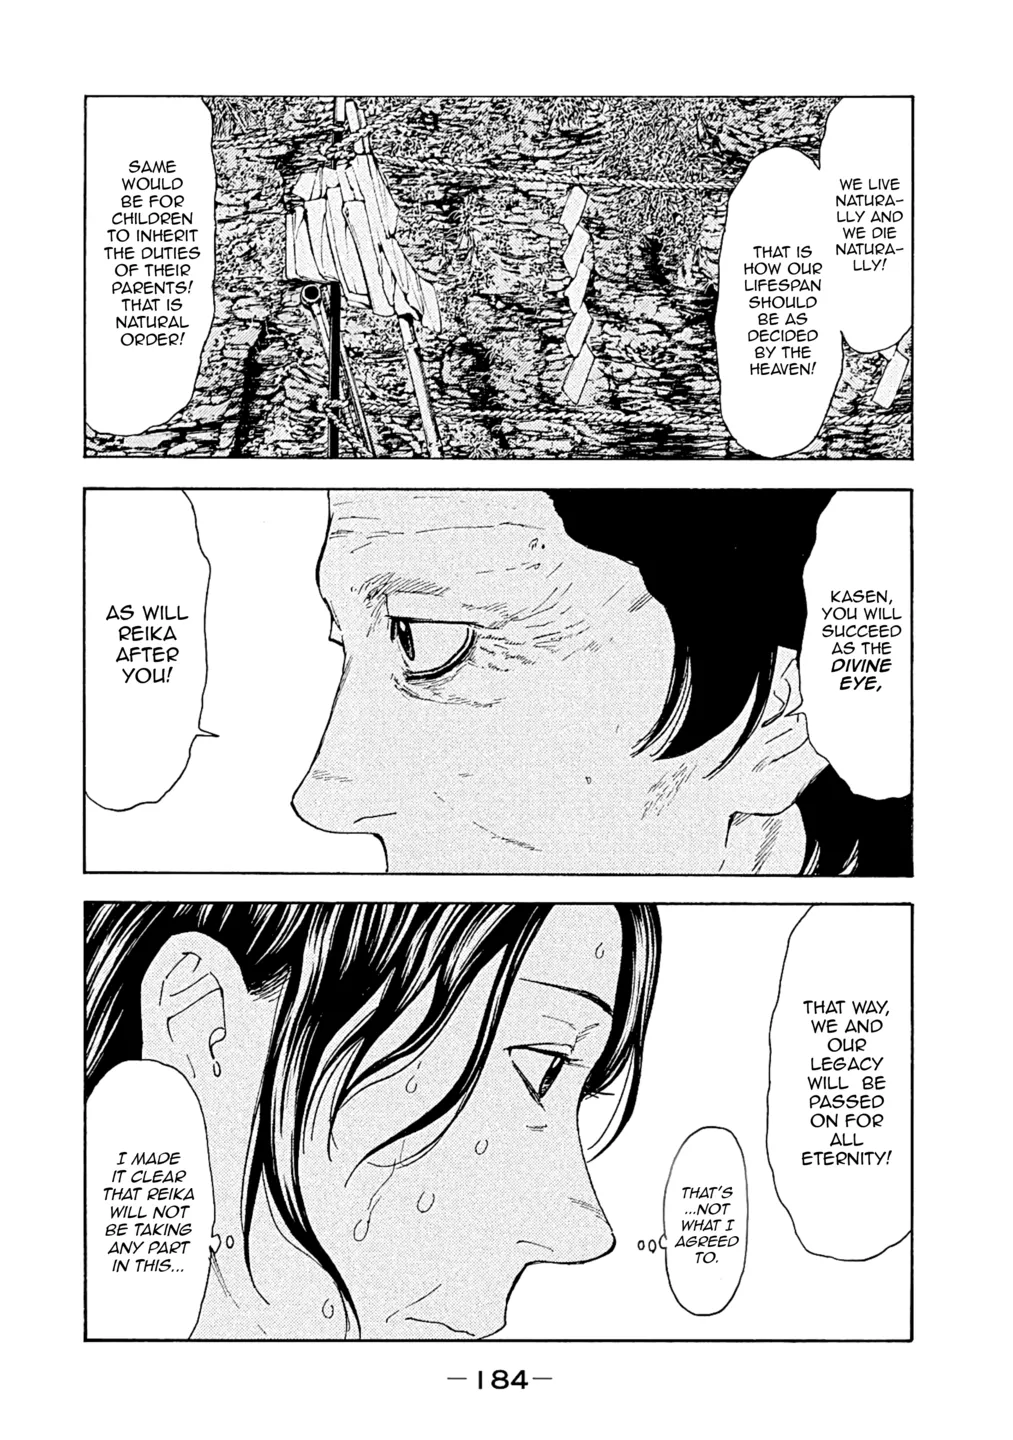 WE LIVE
NATURA-
LLY AND
WE DIE
NATURA-
LLY!
THAT IS
HOW OUR
LIFESPAN
SHOULD
BE AS
DECIDED
BY THE
HEAVEN!
SAME
WOULD
BE FOR
CHILDREN
TO INHERIT
THE DUTIES
OF THEIR
PARENTS!
THAT IS
NATURAL
ORDER!
KASEN,
YOU WILL
SUCCEED
AS THE
DIVINE
EYE,
AS WILL
REIKA
AFTER
YOU!
THAT WAY,
WE AND
OUR
LEGACY
WILL BE
PASSED
ON FOR
ALL
ETERNITY!
THAT'S
...NOT
WHAT I
AGREED
TO.
I MADE
IT CLEAR
THAT REIKA
WILL NOT
BE TAKING
ANY PART
IN THIS...
—184—